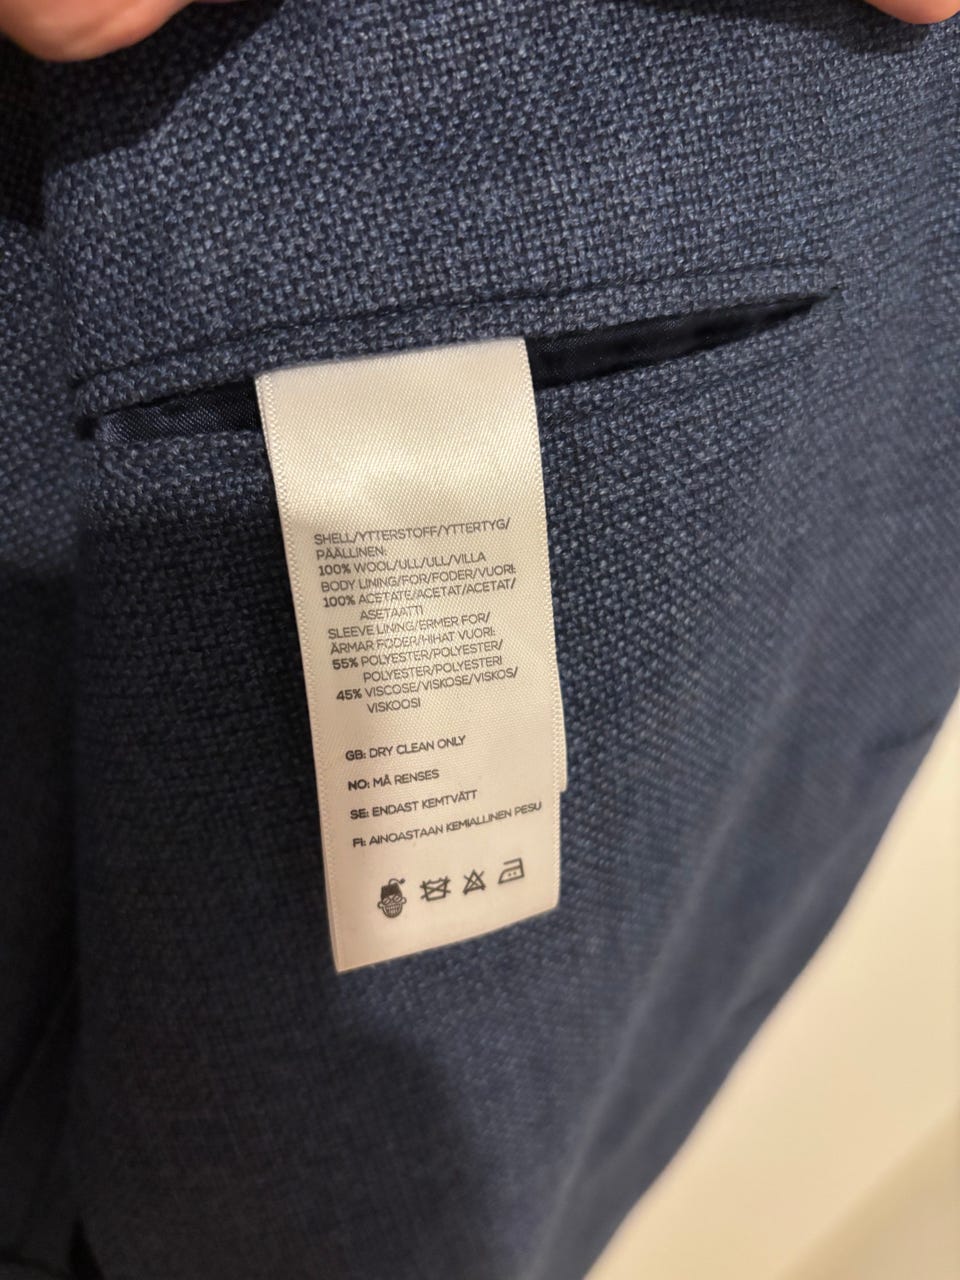 SHELL/YTTERSTOFF/YTTERTYG/
PÄÄLLINEN:
100% WOOL/ULL/ULL/VILLA
BODY LINING/FOR/FODER/VUORI:
100% ACETATE/ACETAT/ACETAT/
ASETAATTI
SLEEVE LINING/ERMER FOR/
ÄRMAR FODER/HIHAT VUORI:
55% POLYESTER/POLYESTER/
POLYESTER/POLYESTERI
45% VISCOSE/VISKOSE/VISKOS/
VISKOOSI
GB: DRY CLEAN ONLY
NO: MÅ RENSES
SE: ENDAST KEMTVÄTT
FI: AINOASTAAN KEMIALLINEN PESU